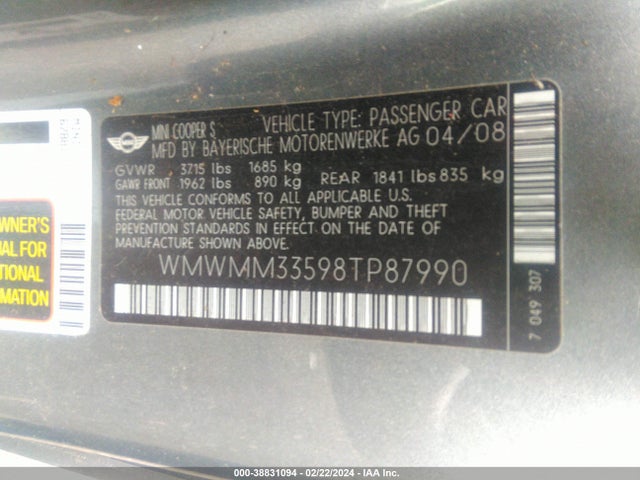 MINI COOPER S VEHICLE TYPE: PASSENGER CAR
MFD BY BAYERISCHE MOTORENWERKE AG 04/08
GVWR 3715 lbs 1685 kg
GAWR FRONT 1962 lbs 890 kg REAR 1841 lbs 835 kg
THIS VEHICLE CONFORMS TO ALL APPLICABLE U.S.
FEDERAL MOTOR VEHICLE SAFETY, BUMPER AND THEFT
PREVENTION STANDARDS IN EFFECT ON THE DATE OF
MANUFACTURE SHOWN ABOVE.
WMWMM33598TP87990
7 049 307
WNER'S
UAL FOR
TIONAL
RMATION
000-38831094 - 02/22/2024 - IAA Inc.